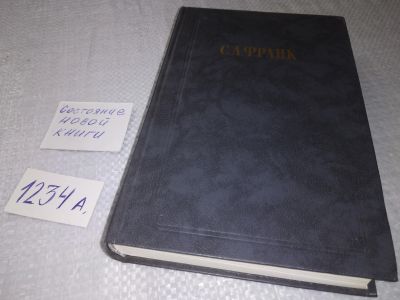 С.Л.ФРАНК
Состояние
новой
книги
1234 А.